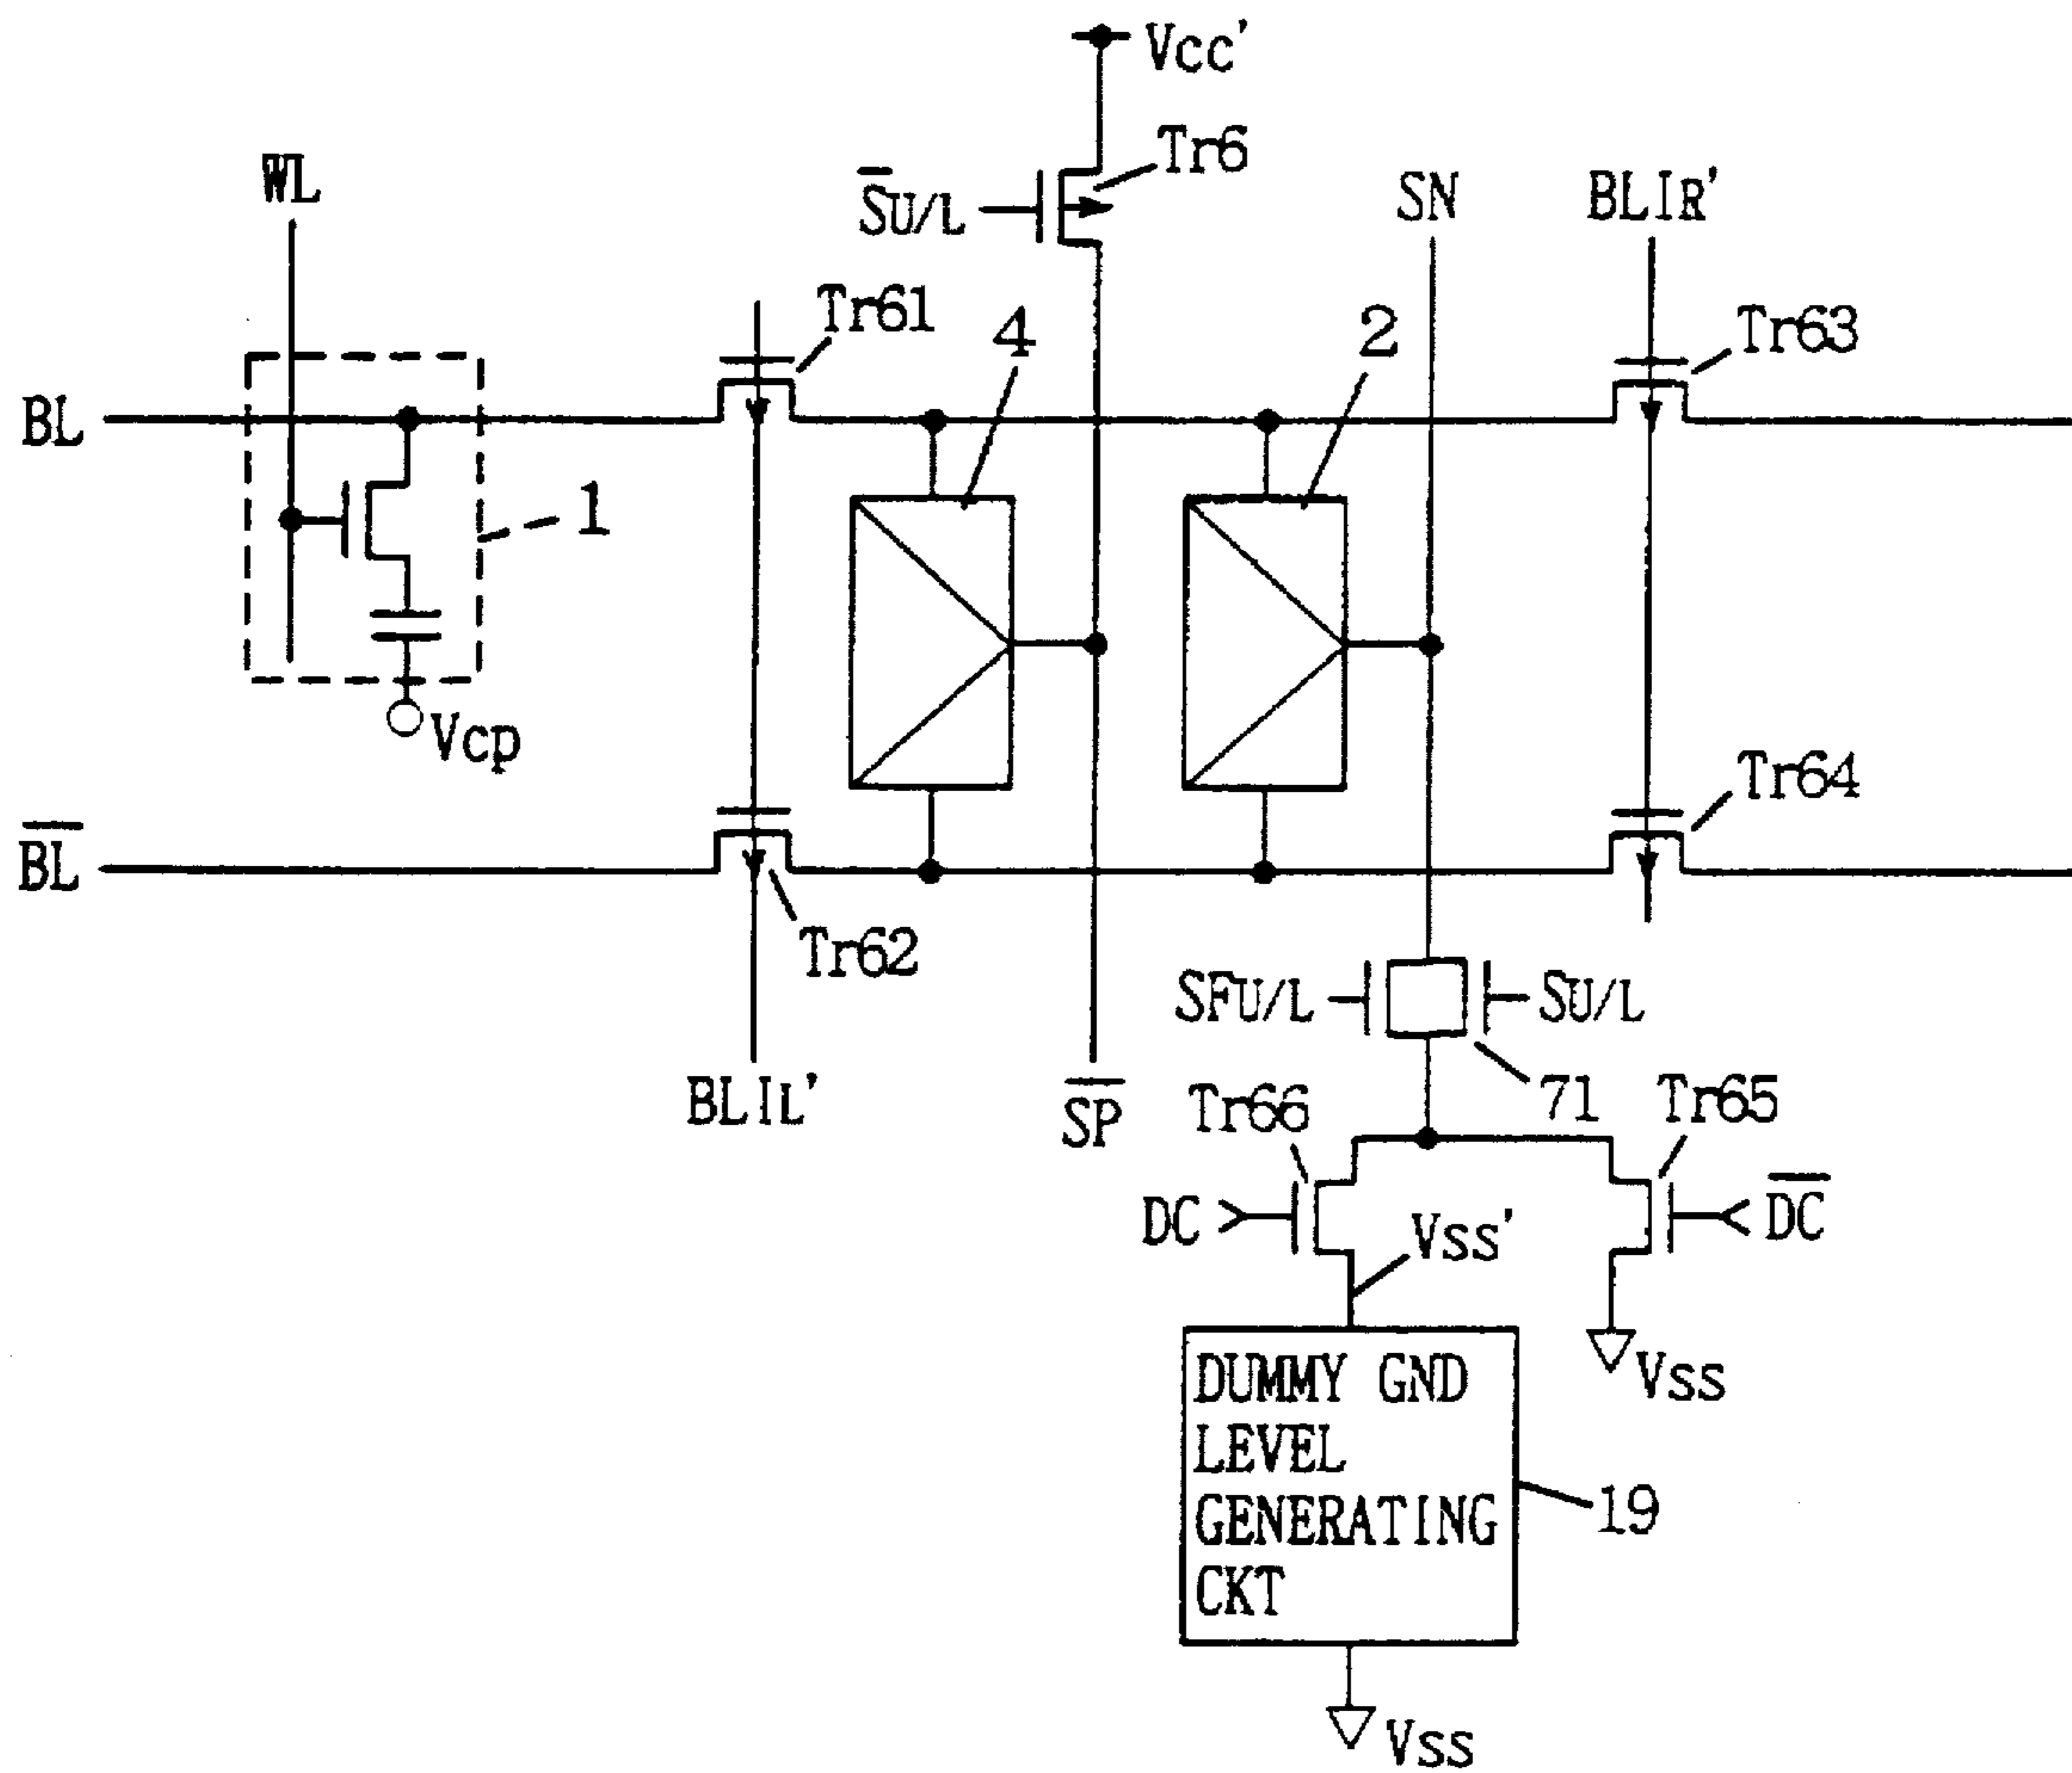 Vcc'
Tr6
WL
S̅U/L
SN
BLIR'
Tr61
4
2
Tr63
BL
1
Vcp
Tr64
B̅L̅
Tr62
SFU/L
SU/L
BLIL'
S̅P̅
71
Tr66
Tr65
DC
Vss'
D̅C̅
Vss
DUMMY GND
LEVEL
GENERATING
CKT
19
Vss